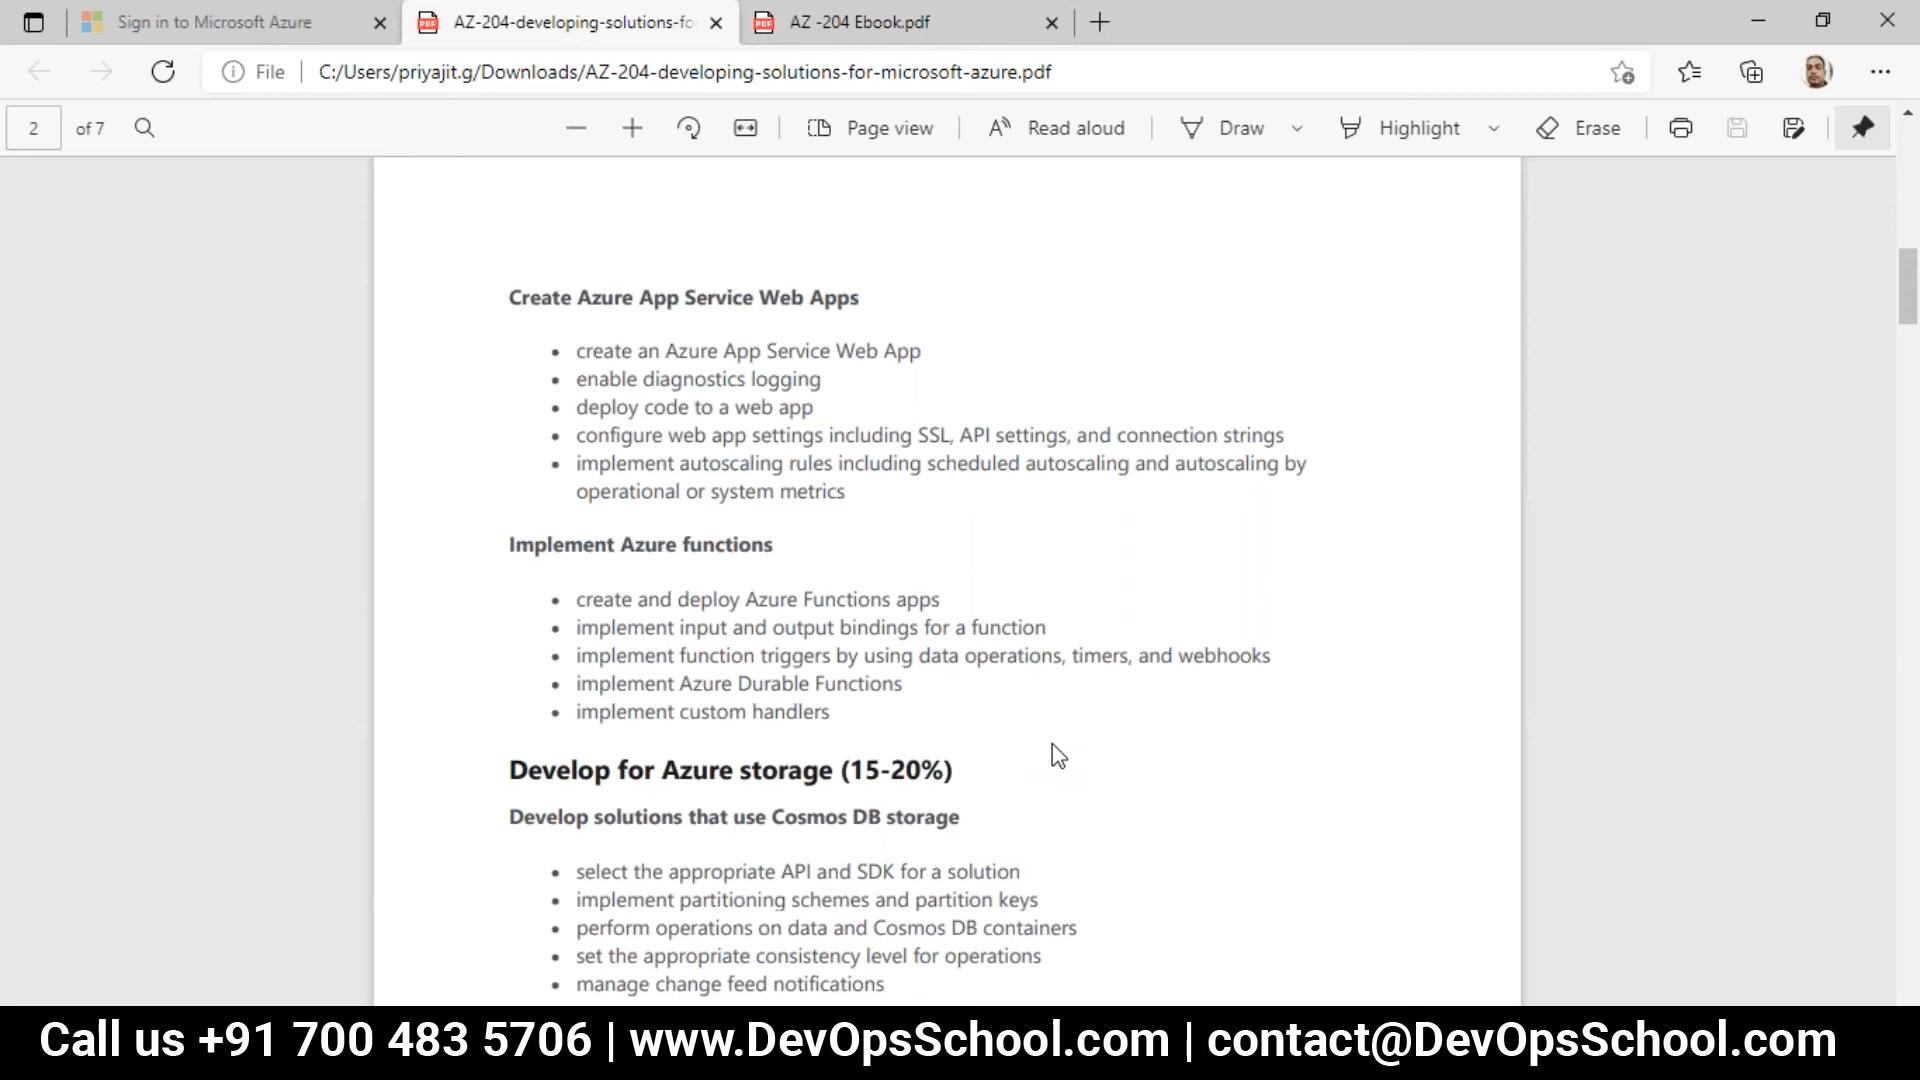 Sign in to Microsoft Azure
AZ-204-developing-solutions-fo
AZ -204 Ebook.pdf
File
C:/Users/priyajit.g/Downloads/AZ-204-developing-solutions-for-microsoft-azure.pdf
2 of 7
Page view
Read aloud
Draw
Highlight
Erase
Create Azure App Service Web Apps
• create an Azure App Service Web App
• enable diagnostics logging
• deploy code to a web app
• configure web app settings including SSL, API settings, and connection strings
• implement autoscaling rules including scheduled autoscaling and autoscaling by
operational or system metrics
Implement Azure functions
• create and deploy Azure Functions apps
• implement input and output bindings for a function
• implement function triggers by using data operations, timers, and webhooks
• implement Azure Durable Functions
• implement custom handlers
Develop for Azure storage (15-20%)
Develop solutions that use Cosmos DB storage
• select the appropriate API and SDK for a solution
• implement partitioning schemes and partition keys
• perform operations on data and Cosmos DB containers
• set the appropriate consistency level for operations
• manage change feed notifications
Call us +91 700 483 5706 | www.DevOpsSchool.com | contact@DevOpsSchool.com